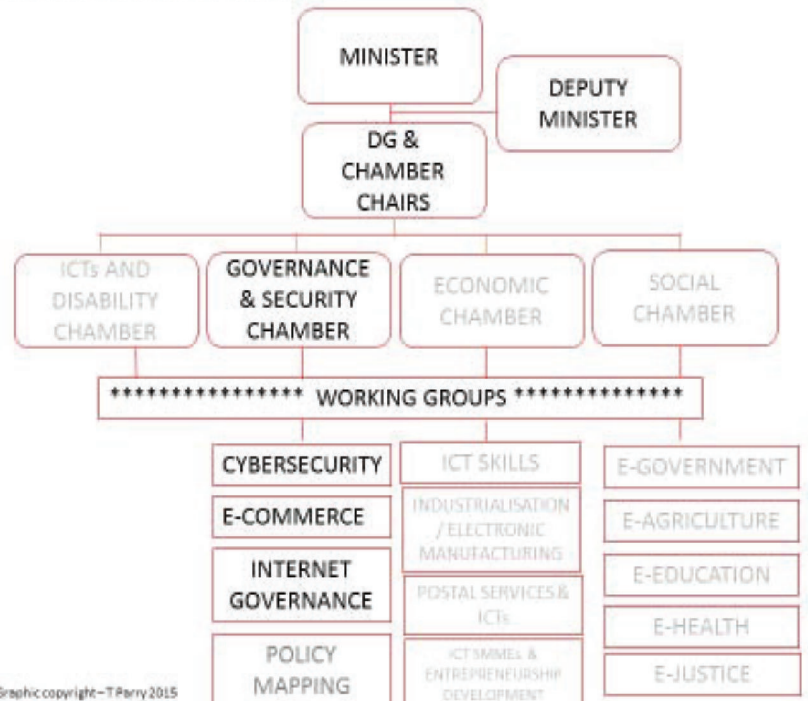 MINISTER
DEPUTY
MINISTER
DG &
CHAMBER
CHAIRS
ICTs AND
DISABILITY
CHAMBER
GOVERNANCE
& SECURITY
CHAMBER
ECONOMIC
CHAMBER
SOCIAL
CHAMBER
**************** WORKING GROUPS **************
CYBERSECURITY
E-COMMERCE
INTERNET
GOVERNANCE
POLICY
MAPPING
ICT SKILLS
INDUSTRIALISATION
/ ELECTRONIC
MANUFACTURING
POSTAL SERVICES &
ICTs
ICT SMMEs &
ENTREPRENEURSHIP
DEVELOPMENT
E-GOVERNMENT
E-AGRICULTURE
E-EDUCATION
E-HEALTH
E-JUSTICE
Graphic copyright – T Parry 2015